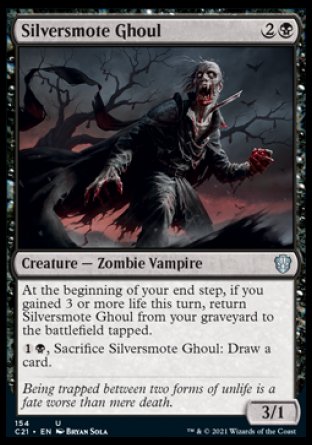 Silversmote Ghoul 2
Creature — Zombie Vampire
At the beginning of your end step, if you
gained 3 or more life this turn, return
Silversmote Ghoul from your graveyard to
the battlefield tapped.
1, Sacrifice Silversmote Ghoul: Draw a
card.
Being trapped between two forms of unlife is a
fate worse than mere death.
3/1
154 U
C21 • EN BRYAN SOLA
™ & © 2021 Wizards of the Coast